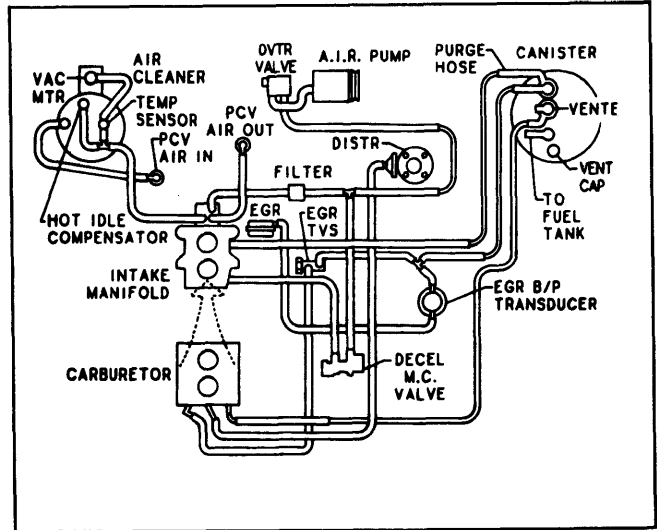 AIR
CLEANER
VAC
MTR
TEMP
SENSOR
PCV
AIR IN
PCV
AIR OUT
OVTR
VALVE
A.I.R. PUMP
PURGE
HOSE
CANISTER
VENTE
VENT
CAP
TO
FUEL
TANK
DISTR
FILTER
HOT IDLE
COMPENSATOR
EGR
EGR
TVS
INTAKE
MANIFOLD
EGR B/P
TRANSDUCER
CARBURETOR
DECEL
M.C.
VALVE